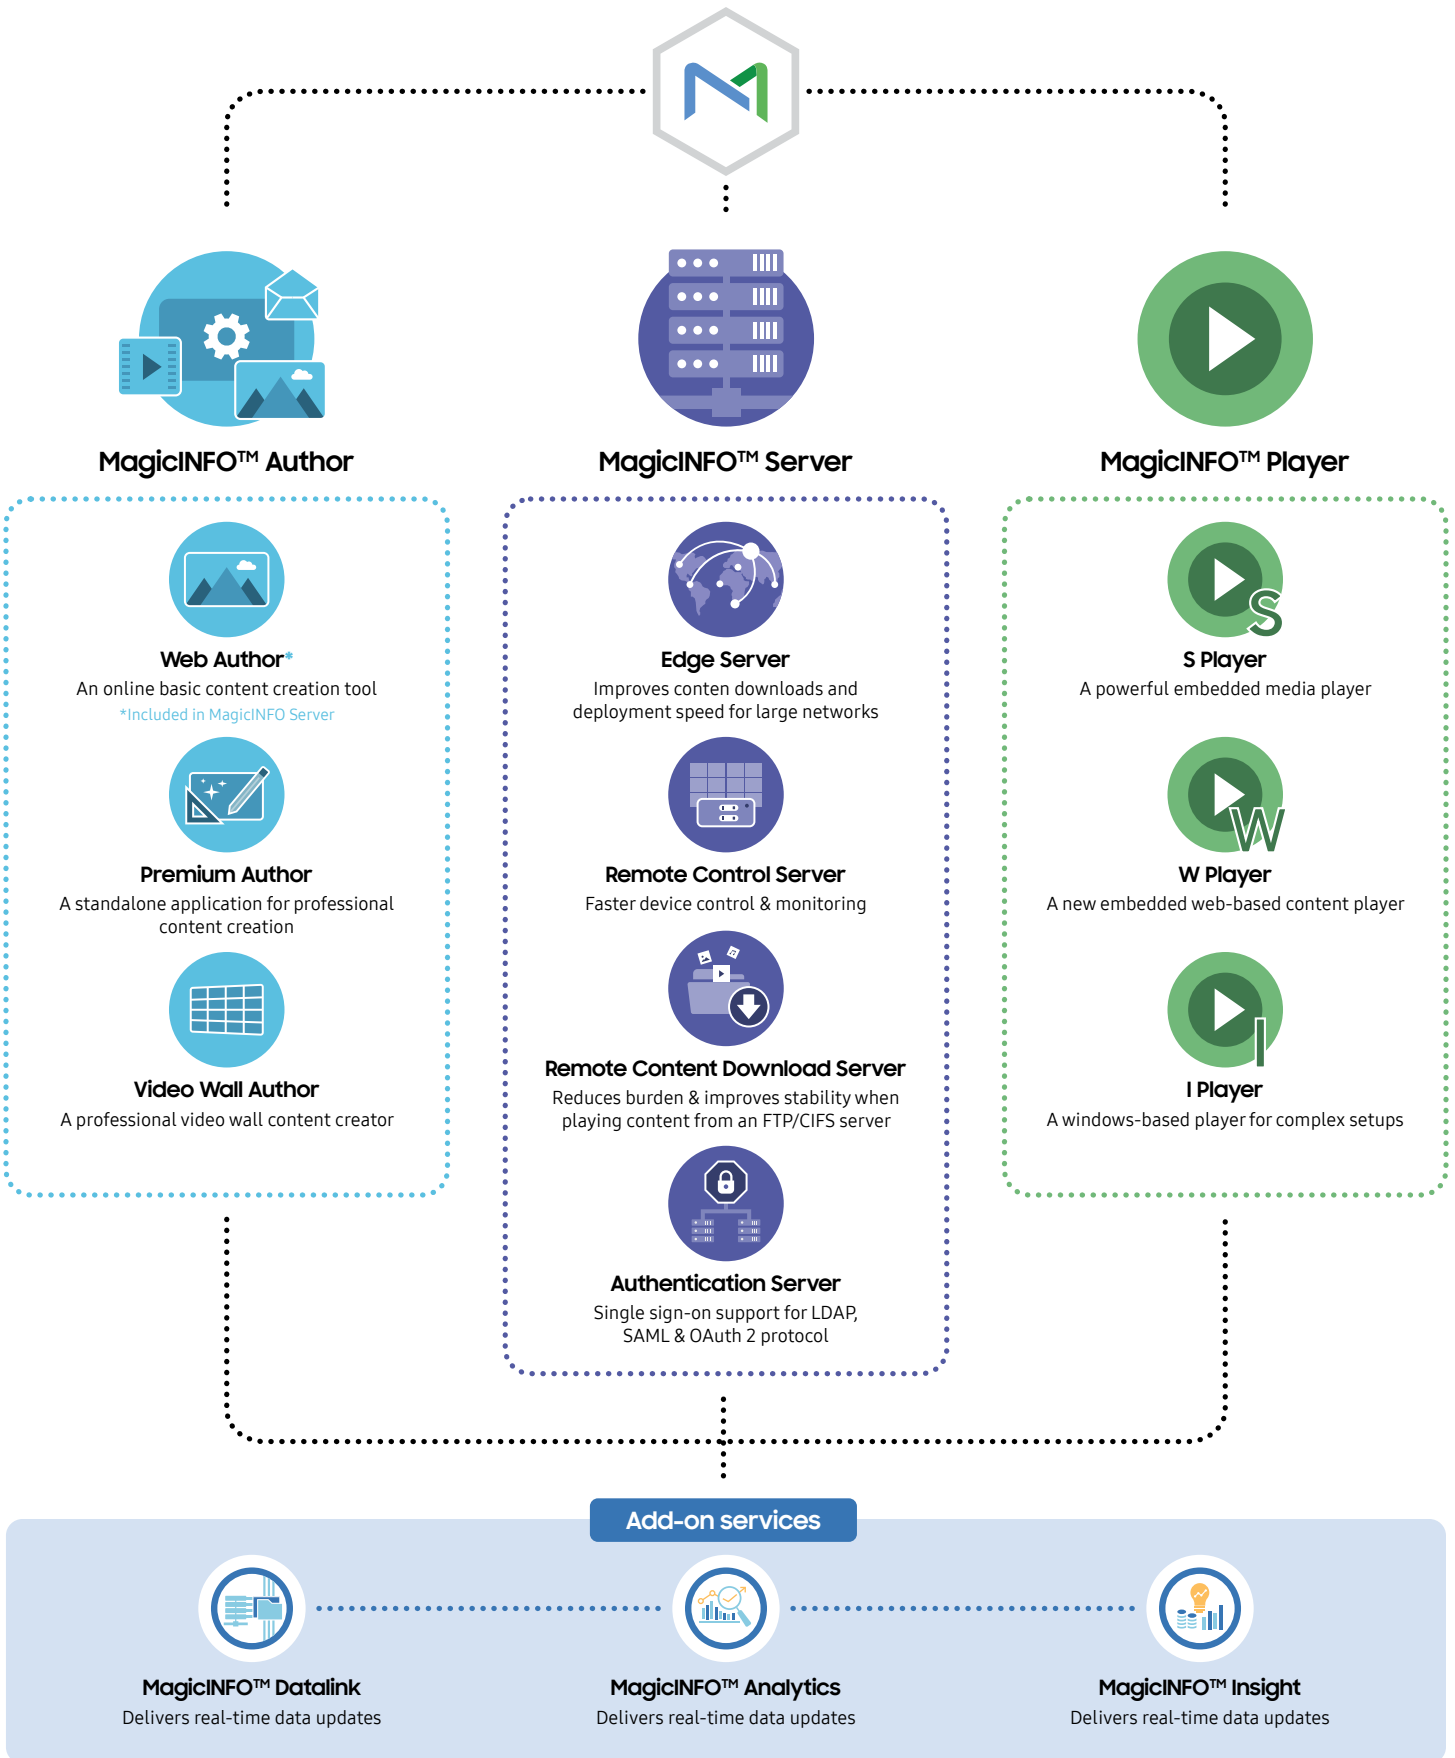 MagicINFO™ Author
Web Author*
An online basic content creation tool
*Included in MagicINFO Server
Premium Author
A standalone application for professional
content creation
Video Wall Author
A professional video wall content creator
MagicINFO™ Server
Edge Server
Improves conten downloads and
deployment speed for large networks
Remote Control Server
Faster device control & monitoring
Remote Content Download Server
Reduces burden & improves stability when
playing content from an FTP/CIFS server
Authentication Server
Single sign-on support for LDAP,
SAML & OAuth 2 protocol
MagicINFO™ Player
S
S Player
A powerful embedded media player
W
W Player
A new embedded web-based content player
I
I Player
A windows-based player for complex setups
Add-on services
MagicINFO™ Datalink
Delivers real-time data updates
MagicINFO™ Analytics
Delivers real-time data updates
MagicINFO™ Insight
Delivers real-time data updates